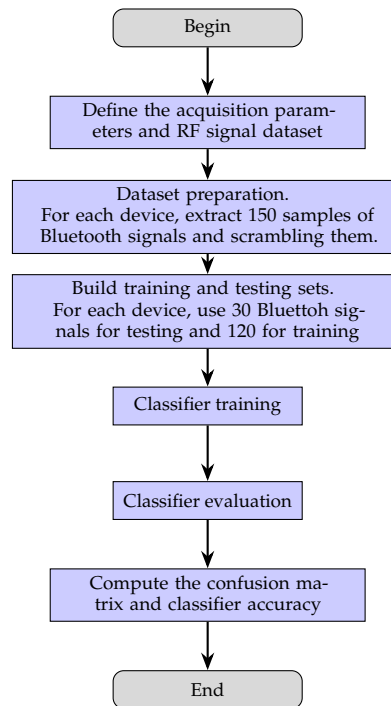 Begin
Define the acquisition param-
eters and RF signal dataset
Dataset preparation.
For each device, extract 150 samples of
Bluetooth signals and scrambling them.
Build training and testing sets.
For each device, use 30 Bluettoh sig-
nals for testing and 120 for training
Classifier training
Classifier evaluation
Compute the confusion ma-
trix and classifier accuracy
End